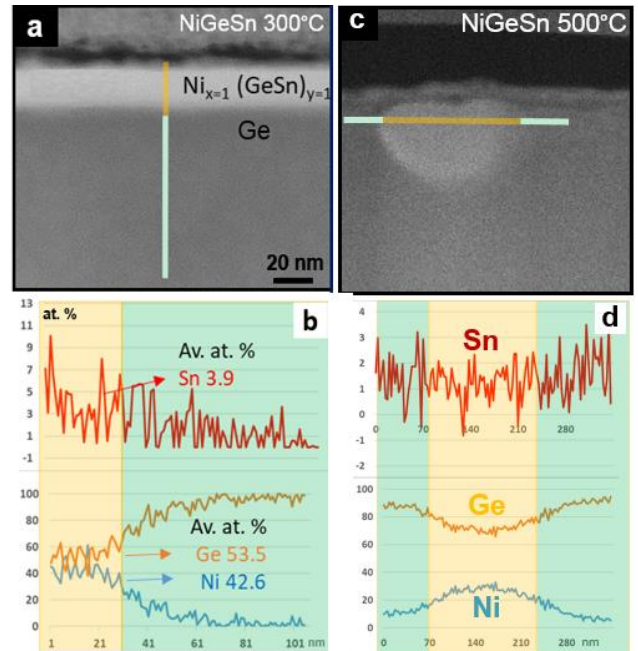 a
NiGeSn 300°C
Ni x=1 (GeSn) y=1
Ge
20 nm
c
NiGeSn 500°C
b
at. %
13
11
9
7
5
3
1
-1
Av. at. %
Sn 3.9
100
80
60
40
20
0
Av. at. %
Ge 53.5
Ni 42.6
1 21 41 61 81 101 nm
d
4
3
2
1
0
-1
-2
Sn
0 70 140 210 280
100
80
60
40
20
0
Ge
Ni
0 70 140 210 280 nm